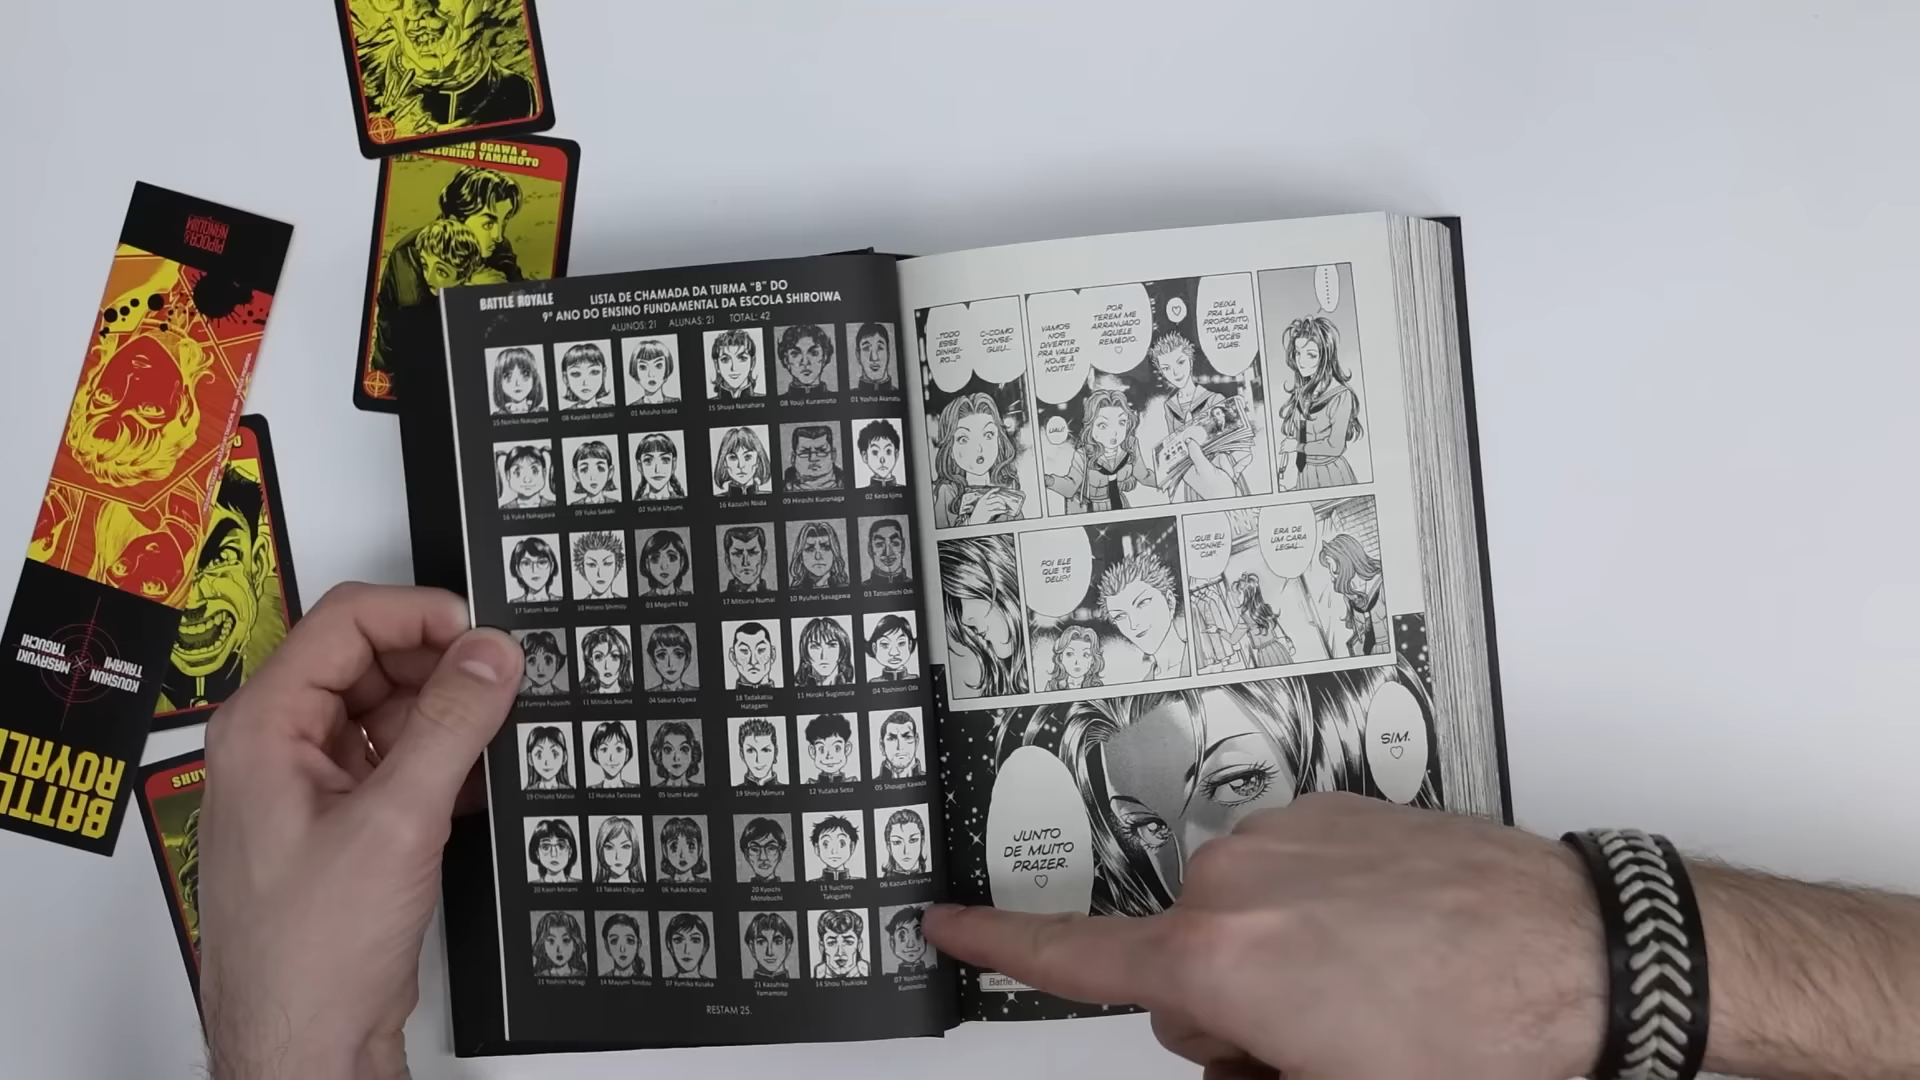 OGAWA e
KAZUHIKO YAMAMOTO
PIPOCA &
NANQUIM
KOUSHUN
TAKAMI
MASAYUKI
TAGUCHI
BATTLE
ROYALE
SHUY
BATTLE ROYALE
LISTA DE CHAMADA DA TURMA "B" DO
9º ANO DO ENSINO FUNDAMENTAL DA ESCOLA SHIROIWA
ALUNOS: 21 ALUNAS: 21 TOTAL: 42
15 Noriko Nakagawa
08 Kayoko Kotohiki
01 Mizuho Inada
15 Shuya Nanahara
08 Youji Kuramoto
01 Yoshio Akamatsu
16 Yuka Nakagawa
09 Yuko Sakaki
02 Yukie Utsumi
16 Kazushi Niida
09 Hiroshi Kuronaga
02 Keita Iijima
17 Satomi Noda
10 Hirono Shimizu
03 Megumi Eto
17 Mitsuru Numai
10 Ryuhei Sasagawa
03 Tatsumichi Ooki
18 Fumiyo Fujiyoshi
11 Mitsuko Souma
04 Sakura Ogawa
18 Tadakatsu
Hatagami
11 Hiroki Sugimura
04 Toshinori Oda
19 Chisato Matsui
12 Haruka Tanizawa
05 Izumi Kanai
19 Shinji Mimura
12 Yutaka Seto
05 Shougo Kawada
20 Kaori Minami
13 Takako Chigusa
06 Yukiko Kitano
20 Kyoichi
Motobuchi
13 Yuichiro
Takiguchi
06 Kazuo Kiriyama
21 Yoshimi Yahagi
14 Mayumi Tendou
07 Yumiko Kusaka
21 Kazuhiko
Yamamoto
14 Shou Tsukioka
07 Yoshitoki
Kuninobu
RESTAM 25.
...TODO
ESSE
DINHEI-
RO...?
C-COMO
CONSE-
GUIU...
VAMOS
NOS
DIVERTIR
PRA VALER
HOJE À
NOITE!!
POR
TEREM ME
ARRANJADO
AQUELE
REMÉDIO.
♡
♡
DEIXA
PRA LÁ. A
PROPÓSITO,
TOMA, PRA
VOCÊS
DUAS.
UAU!
FOI ELE
QUE TE
DEU?!
...QUE EU
"CONHE-
CIA".
ERA DE
UM CARA
LEGAL...
SIM.
♡
JUNTO
DE MUITO
PRAZER.
♡
Battle